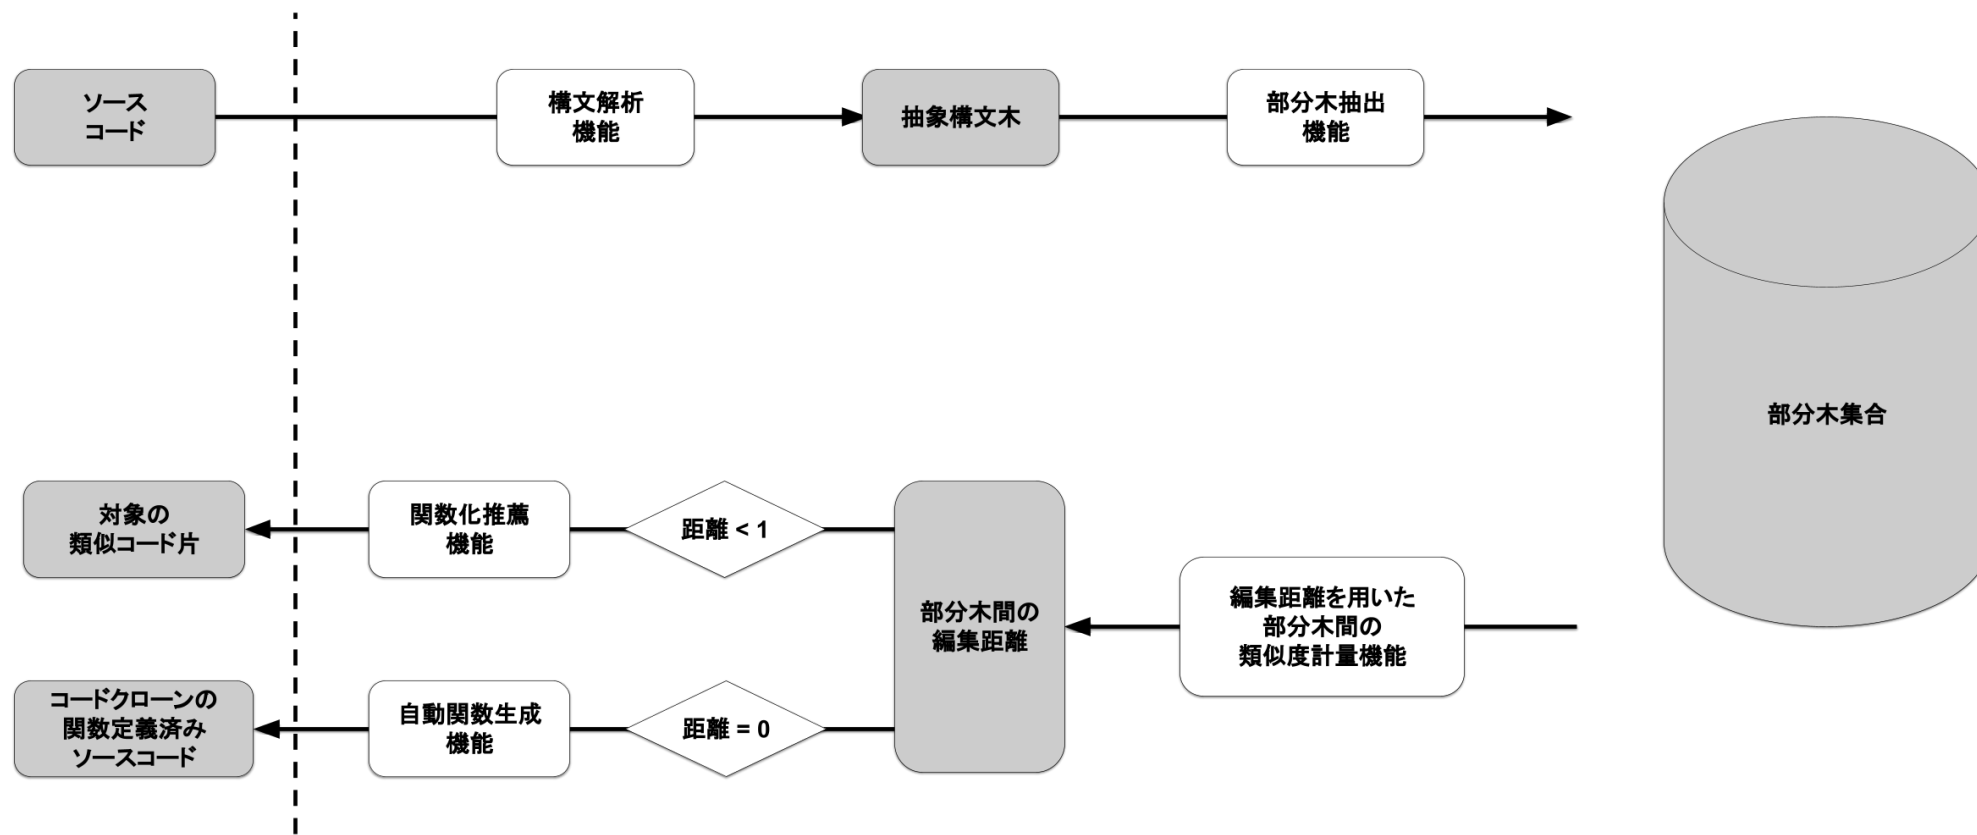 ソース
コード
構文解析
機能
抽象構文木
部分木抽出
機能
部分木集合
対象の
類似コード片
関数化推薦
機能
距離 < 1
部分木間の
編集距離
編集距離を用いた
部分木間の
類似度計量機能
コードクローンの
関数定義済み
ソースコード
自動関数生成
機能
距離 = 0